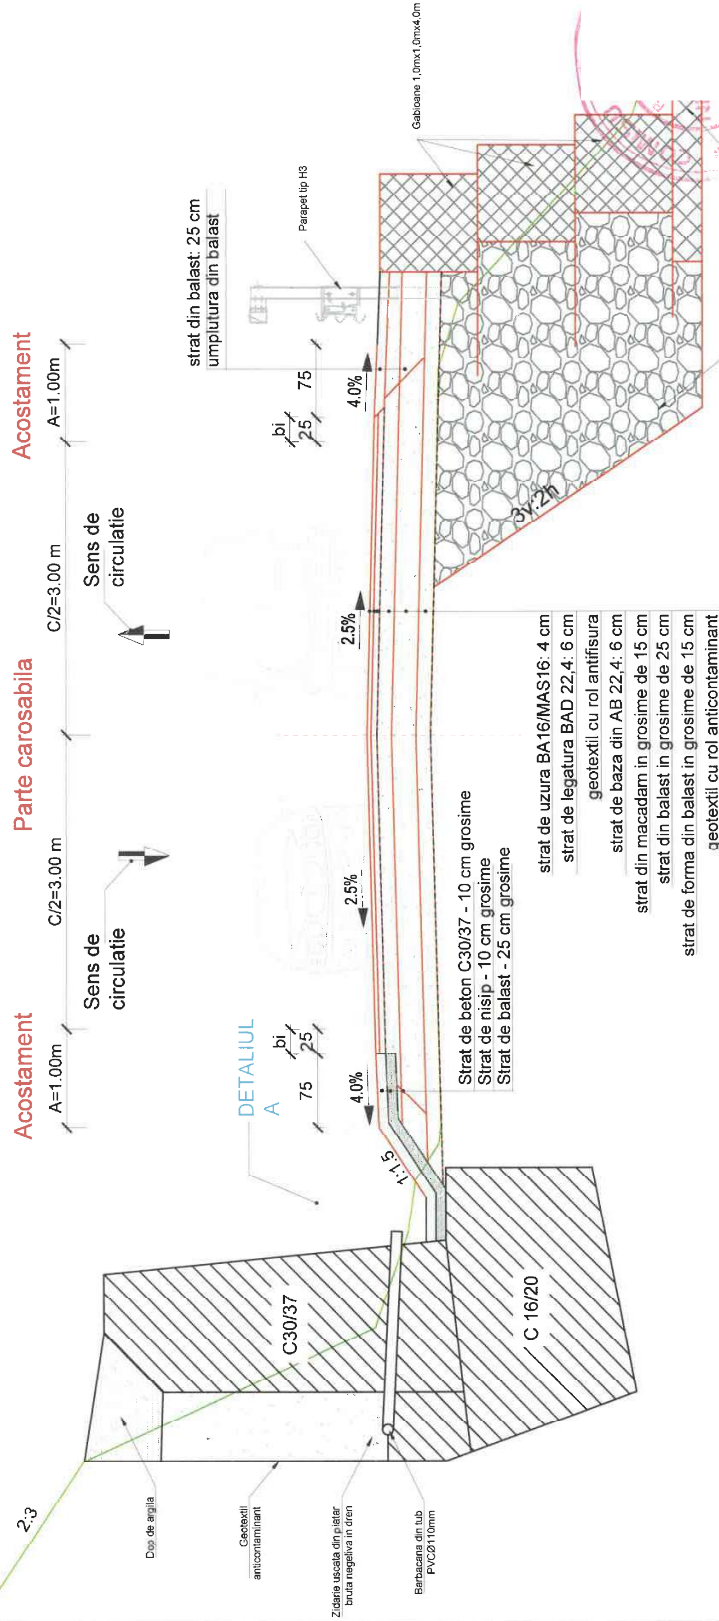 Acostament
Parte carosabila
Acostament
A=1.00m
C/2=3.00 m
C/2=3.00 m
A=1.00m
Sens de
circulatie
Sens de
circulatie
DETALIUL
A
75
bi
25
bi
25
75
strat din balast: 25 cm
umplutura din balast
Parapet tip H3
Gabioane 1,0mx1,0mx4,0m
4.0%
2.5%
2.5%
4.0%
1:1.5
2:3
3v:2h
C30/37
C 16/20
Dop de argila
Geotextil
anticontaminant
Zidarie uscata din piatar
bruta negeliva in dren
Barbacana din tub
PVCØ110mm
Strat de beton C30/37 - 10 cm grosime
Strat de nisip - 10 cm grosime
Strat de balast - 25 cm grosime
strat de uzura BA16/MAS16: 4 cm
strat de legatura BAD 22,4: 6 cm
geotextil cu rol antifisura
strat de baza din AB 22,4: 6 cm
strat din macadam in grosime de 15 cm
strat din balast in grosime de 25 cm
strat de forma din balast in grosime de 15 cm
geotextil cu rol anticontaminant